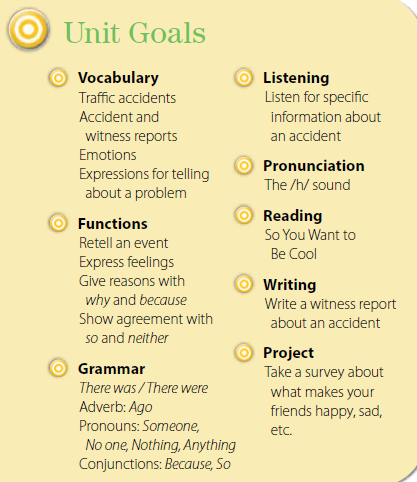 Unit Goals
Vocabulary
Traffic accidents
Accident and
witness reports
Emotions
Expressions for telling
about a problem
Functions
Retell an event
Express feelings
Give reasons with
why and because
Show agreement with
so and neither
Grammar
There was / There were
Adverb: Ago
Pronouns: Someone,
No one, Nothing, Anything
Conjunctions: Because, So
Listening
Listen for specific
information about
an accident
Pronunciation
The /h/ sound
Reading
So You Want to
Be Cool
Writing
Write a witness report
about an accident
Project
Take a survey about
what makes your
friends happy, sad,
etc.